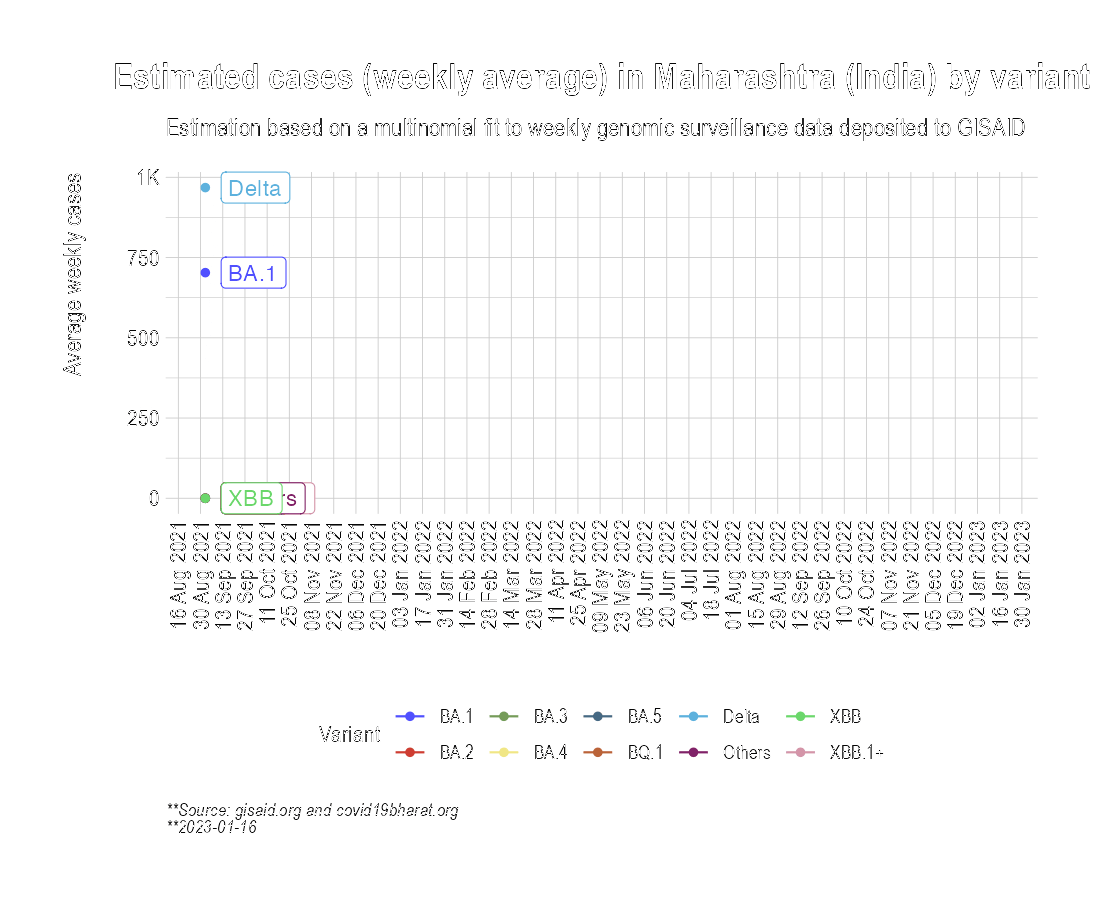 Estimated cases (weekly average) in Maharashtra (India) by variant
Estimation based on a multinomial fit to weekly genomic surveillance data deposited to GISAID
Average weekly cases
1K
750
500
250
0
Delta
BA.1
XBB
rs
16 Aug 2021
30 Aug 2021
13 Sep 2021
27 Sep 2021
11 Oct 2021
25 Oct 2021
08 Nov 2021
22 Nov 2021
06 Dec 2021
20 Dec 2021
03 Jan 2022
17 Jan 2022
31 Jan 2022
14 Feb 2022
28 Feb 2022
14 Mar 2022
28 Mar 2022
11 Apr 2022
25 Apr 2022
09 May 2022
23 May 2022
06 Jun 2022
20 Jun 2022
04 Jul 2022
18 Jul 2022
01 Aug 2022
15 Aug 2022
29 Aug 2022
12 Sep 2022
26 Sep 2022
10 Oct 2022
24 Oct 2022
07 Nov 2022
21 Nov 2022
05 Dec 2022
19 Dec 2022
02 Jan 2023
16 Jan 2023
30 Jan 2023
Variant
BA.1 BA.3 BA.5 Delta XBB
BA.2 BA.4 BQ.1 Others XBB.1+
**Source: gisaid.org and covid19bharat.org
**2023-01-16